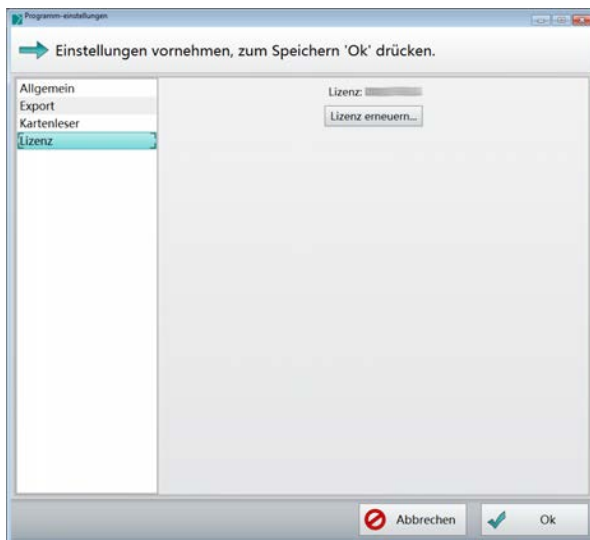 Programm-einstellungen
Einstellungen vornehmen, zum Speichern 'Ok' drücken.
Allgemein
Export
Kartenleser
Lizenz
Lizenz:
Lizenz erneuern...
Abbrechen
Ok